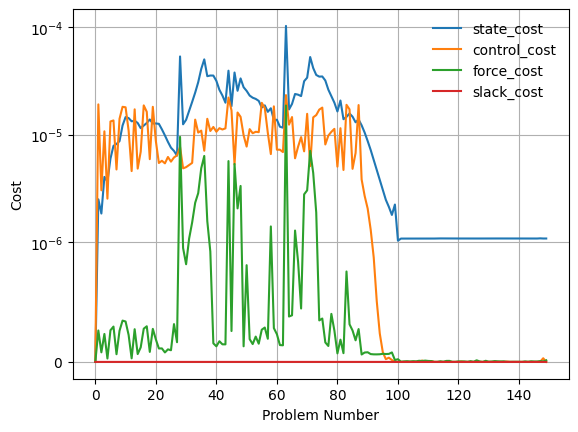 10⁻⁴
10⁻⁵
10⁻⁶
0
Cost
state_cost
control_cost
force_cost
slack_cost
0 20 40 60 80 100 120 140
Problem Number